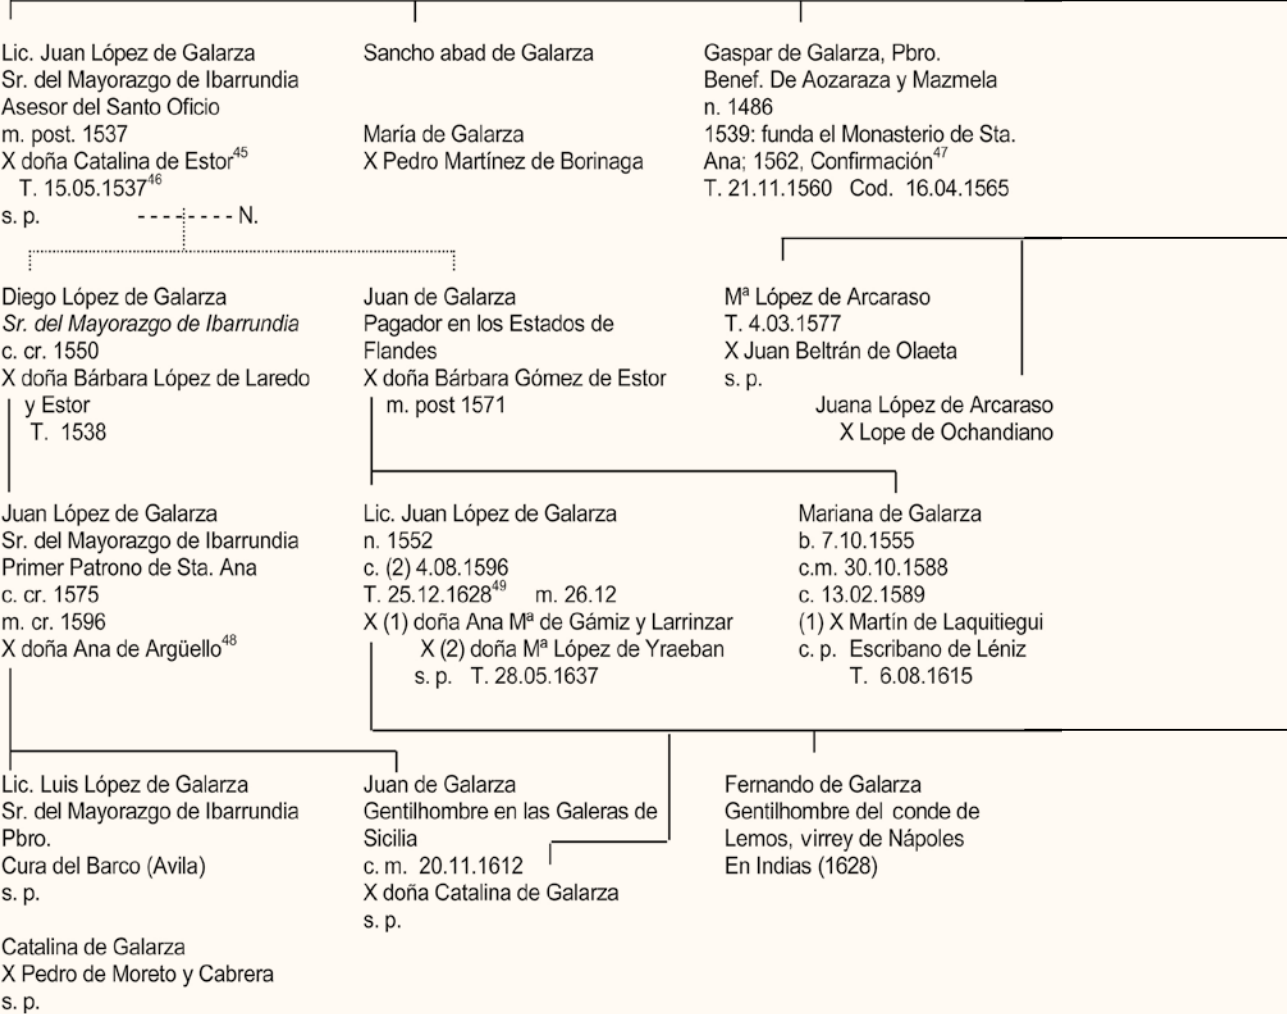 Lic. Juan López de Galarza
Sr. del Mayorazgo de Ibarrundia
Asesor del Santo Oficio
m. post. 1537
X doña Catalina de Estor45
T. 15.05.153746
s. p. - - - - - - - - N.
Sancho abad de Galarza
María de Galarza
X Pedro Martínez de Borinaga
Gaspar de Galarza, Pbro.
Benef. De Aozaraza y Mazmela
n. 1486
1539: funda el Monasterio de Sta.
Ana; 1562, Confirmación47
T. 21.11.1560 Cod. 16.04.1565
Diego López de Galarza
Sr. del Mayorazgo de Ibarrundia
c. cr. 1550
X doña Bárbara López de Laredo
y Estor
T. 1538
Juan de Galarza
Pagador en los Estados de
Flandes
X doña Bárbara Gómez de Estor
m. post 1571
Mª López de Arcaraso
T. 4.03.1577
X Juan Beltrán de Olaeta
s. p.
Juana López de Arcaraso
X Lope de Ochandiano
Juan López de Galarza
Sr. del Mayorazgo de Ibarrundia
Primer Patrono de Sta. Ana
c. cr. 1575
m. cr. 1596
X doña Ana de Argüello48
Lic. Juan López de Galarza
n. 1552
c. (2) 4.08.1596
T. 25.12.162849 m. 26.12
X (1) doña Ana Mª de Gámiz y Larrinzar
X (2) doña Mª López de Yraeban
s. p. T. 28.05.1637
Mariana de Galarza
b. 7.10.1555
c.m. 30.10.1588
c. 13.02.1589
(1) X Martín de Laquitiegui
c. p. Escribano de Léniz
T. 6.08.1615
Lic. Luis López de Galarza
Sr. del Mayorazgo de Ibarrundia
Pbro.
Cura del Barco (Avila)
s. p.
Juan de Galarza
Gentilhombre en las Galeras de
Sicilia
c. m. 20.11.1612
X doña Catalina de Galarza
s. p.
Fernando de Galarza
Gentilhombre del conde de
Lemos, virrey de Nápoles
En Indias (1628)
Catalina de Galarza
X Pedro de Moreto y Cabrera
s. p.